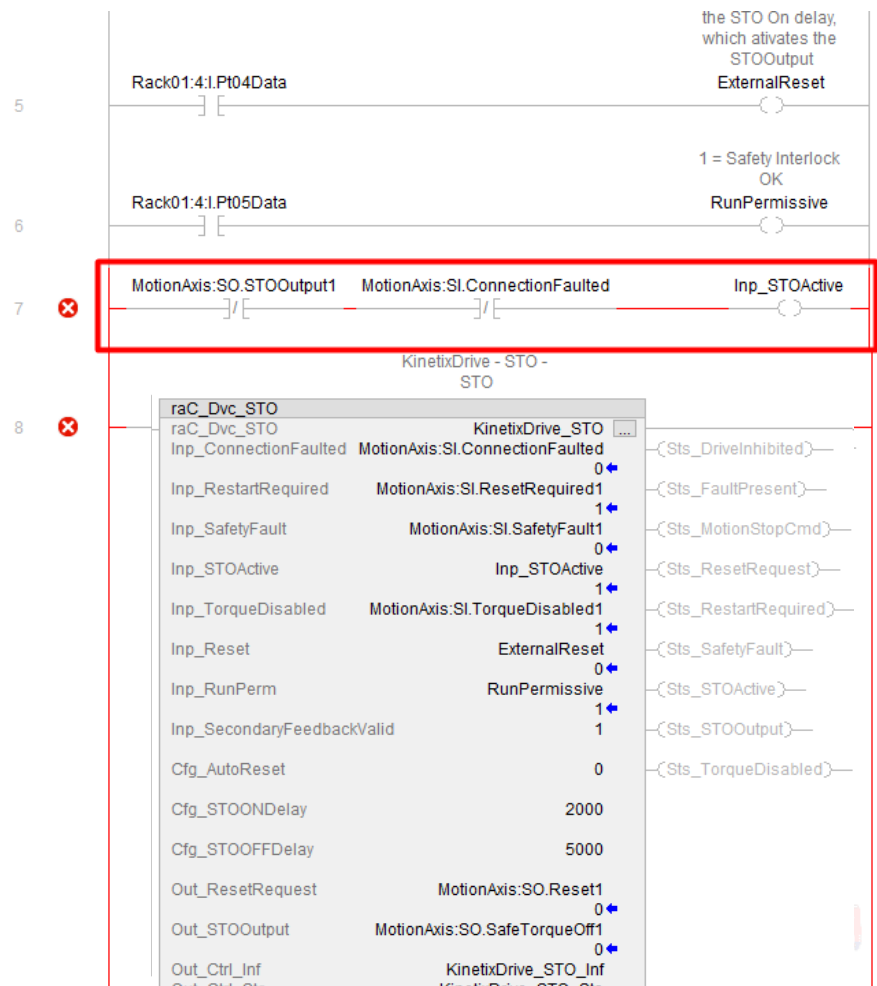 the STO On delay,
which ativates the
STOOutput
Rack01:4:I.Pt04Data ExternalReset
5
1 = Safety Interlock
OK
Rack01:4:I.Pt05Data RunPermissive
6
MotionAxis:SO.STOOutput1 MotionAxis:SI.ConnectionFaulted Inp_STOActive
7
KinetixDrive - STO -
STO
raC_Dvc_STO
8
raC_Dvc_STO KinetixDrive_STO ...
Inp_ConnectionFaulted MotionAxis:SI.ConnectionFaulted Sts_DriveInhibited
0
Inp_RestartRequired MotionAxis:SI.ResetRequired1 Sts_FaultPresent
1
Inp_SafetyFault MotionAxis:SI.SafetyFault1 Sts_MotionStopCmd
0
Inp_STOActive Inp_STOActive Sts_ResetRequest
1
Inp_TorqueDisabled MotionAxis:SI.TorqueDisabled1 Sts_RestartRequired
1
Inp_Reset ExternalReset Sts_SafetyFault
0
Inp_RunPerm RunPermissive Sts_STOActive
1
Inp_SecondaryFeedbackValid 1 Sts_STOOutput
Cfg_AutoReset 0 Sts_TorqueDisabled
Cfg_STOONDelay 2000
Cfg_STOOFFDelay 5000
Out_ResetRequest MotionAxis:SO.Reset1
0
Out_STOOutput MotionAxis:SO.SafeTorqueOff1
0
Out_Ctrl_Inf KinetixDrive_STO_Inf